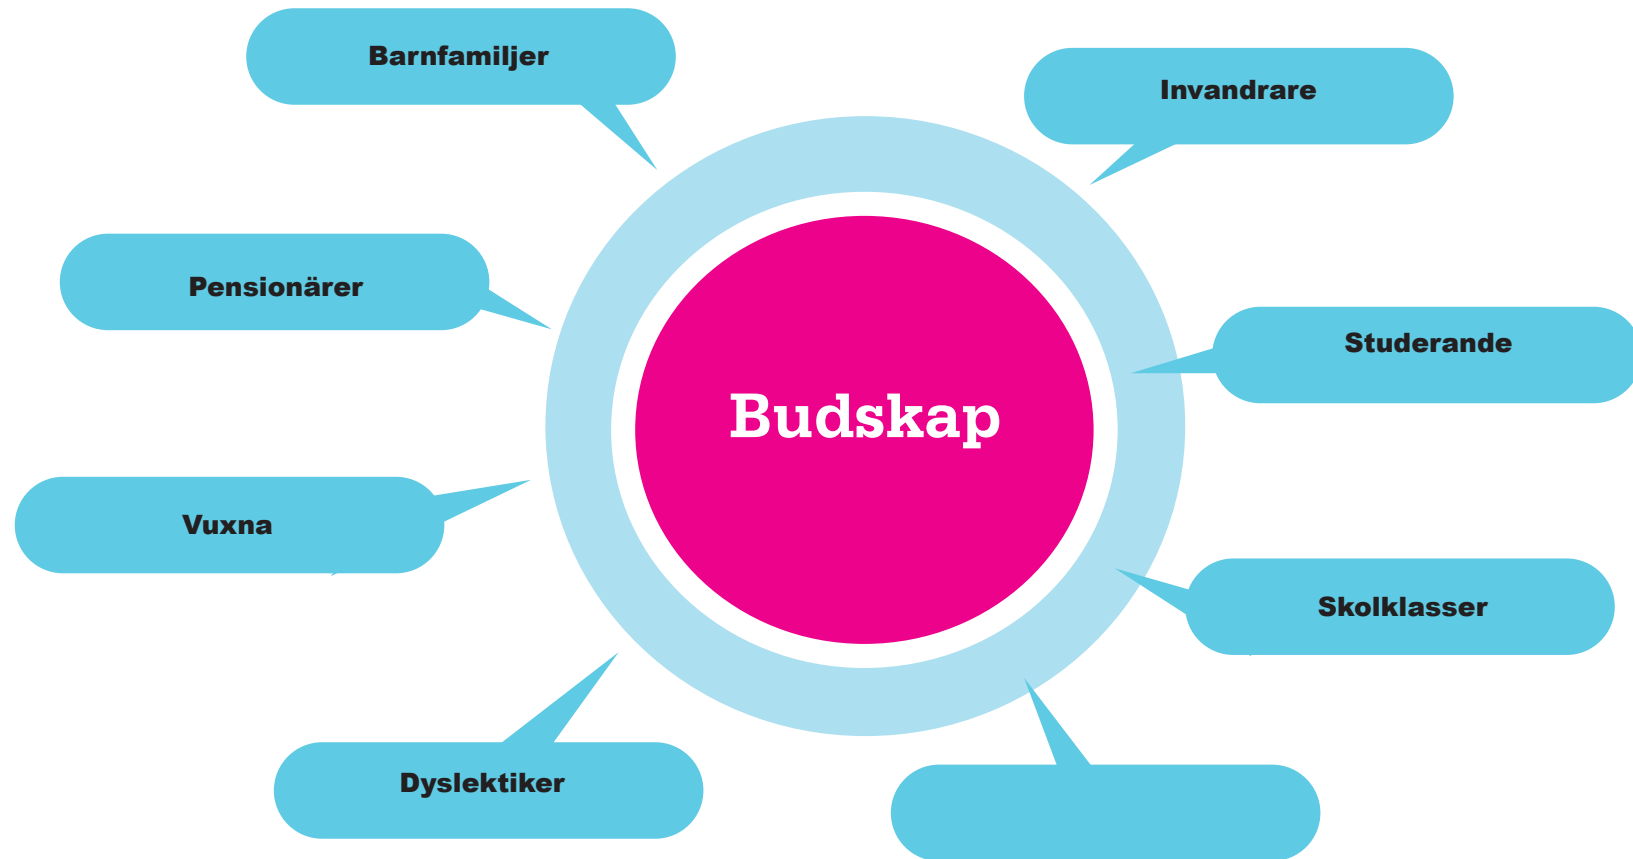 Barnfamiljer
Invandrare
Pensionärer
Studerande
Budskap
Vuxna
Skolklasser
Dyslektiker